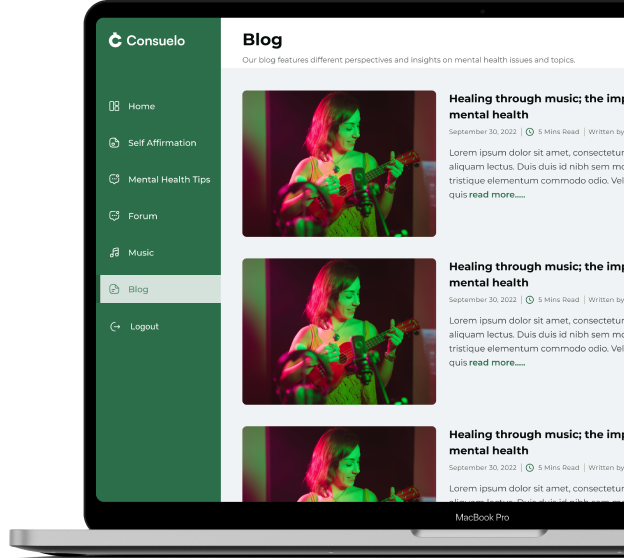 Consuelo
Home
Self Affirmation
Mental Health Tips
Forum
Music
Blog
Logout
Blog
Our blog features different perspectives and insights on mental health issues and topics.
Healing through music; the imp
mental health
September 30, 2022 | 5 Mins Read | Written by
Lorem ipsum dolor sit amet, consectetur
aliquam lectus. Duis duis id nibh sem mo
tristique elementum commodo odio. Vel
quis read more.....
Healing through music; the imp
mental health
September 30, 2022 | 5 Mins Read | Written by
Lorem ipsum dolor sit amet, consectetur
aliquam lectus. Duis duis id nibh sem mo
tristique elementum commodo odio. Vel
quis read more.....
Healing through music; the imp
mental health
September 30, 2022 | 5 Mins Read | Written by
Lorem ipsum dolor sit amet, consectetur
aliquam lectus. Duis duis id nibh sem mo
MacBook Pro